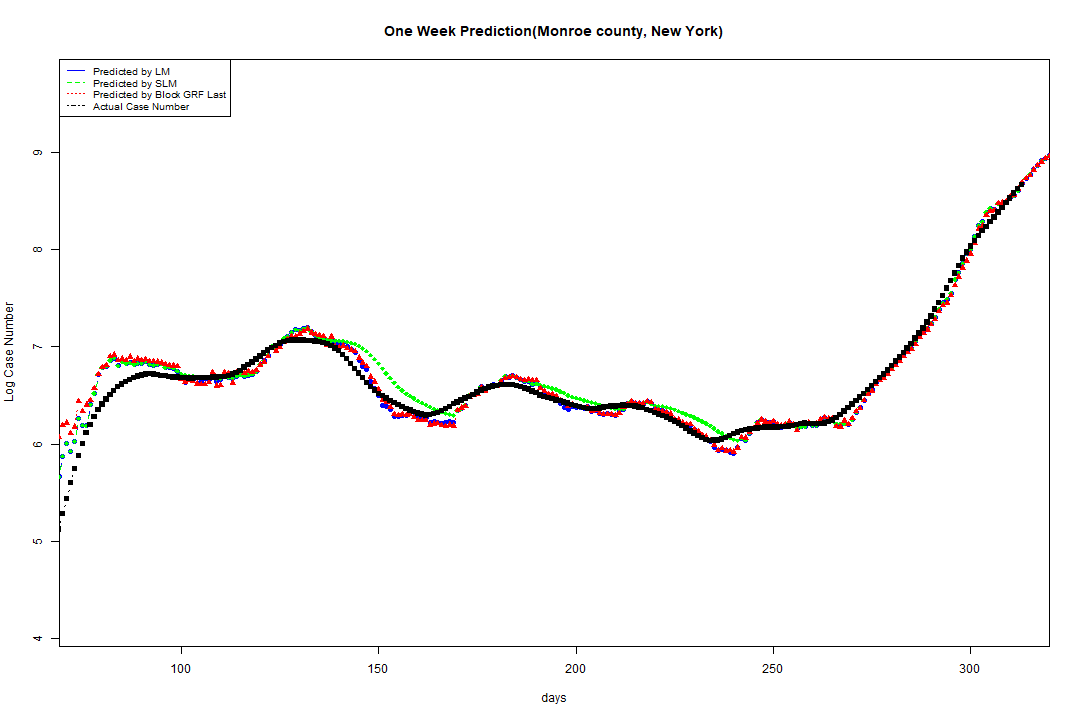 One Week Prediction(Monroe county, New York)
Predicted by LM
Predicted by SLM
Predicted by Block GRF Last
Actual Case Number
9
8
7
6
5
4
Log Case Number
100 150 200 250 300
days